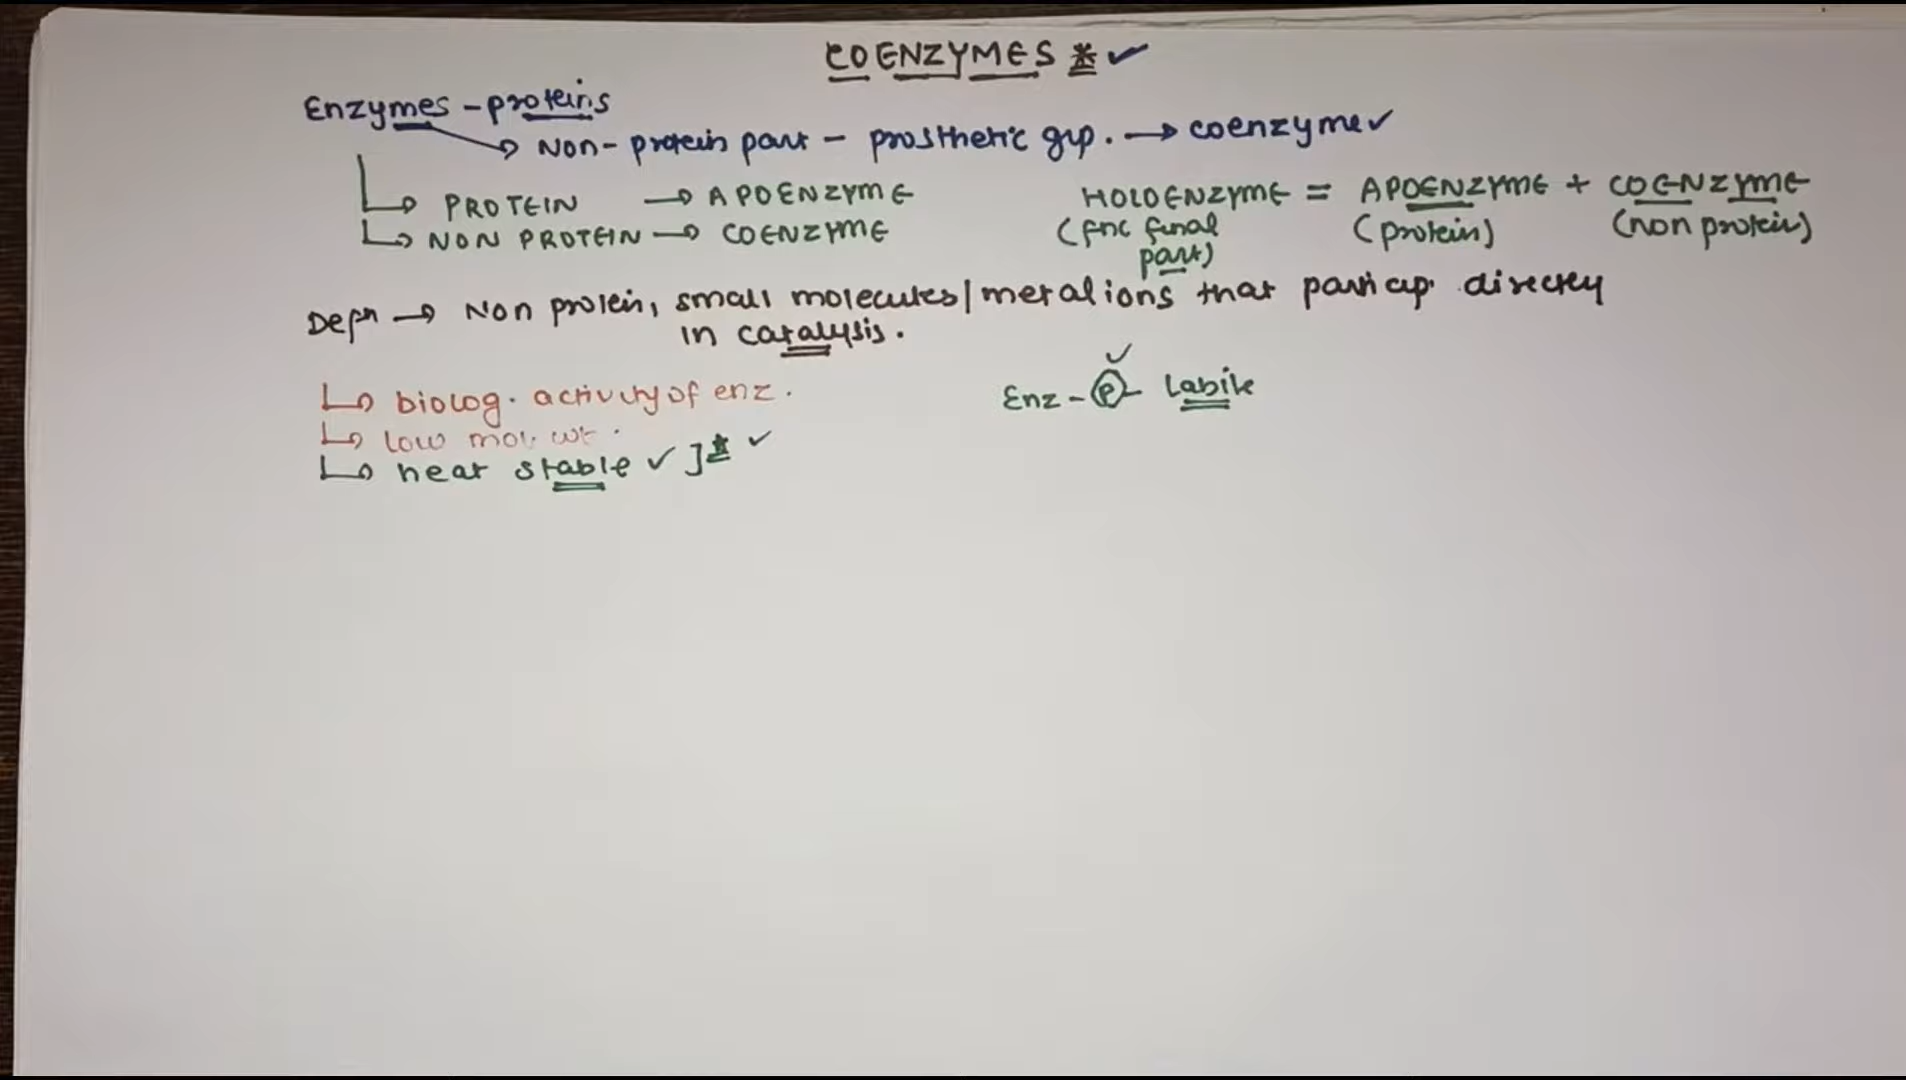 COENZYMES
Enzymes - proteins
Non-protein part - prosthetic grp. → coenzyme ✓
PROTEIN → APOENZYME
NON PROTEIN → COENZYME
HOLOENZYME = APOENZYME + COENZYME
(fnc final part) (protein) (non protein)
Defn → Non protein, small molecules/metal ions that particip. directly
in catalysis.
biolog. activity of enz.
low mol. wt.
heat stable ✓ ]* ✓
Enz - (P) - Labile